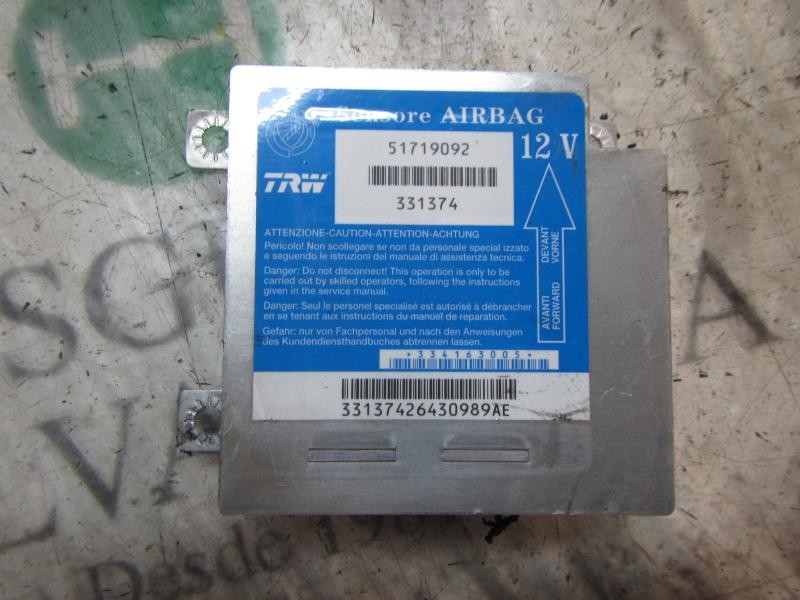 Sensore AIRBAG
51719092
12 V
TRW
331374
ATTENZIONE-CAUTION-ATTENTION-ACHTUNG
Pericolo! Non scollegare se non da personale special izzato
e seguendo le istruzioni del manuale di assistenza tecnica.
Danger: Do not disconnect! This operation is only to be
carried out by skilled operators, following the instructions
given in the service manual.
Danger: Seul le personel specialisé est autorisé à débrancher
en se tenant aux instructions du manuel de reparation.
Gefahr: nur von Fachpersonal und nach den Anweisungen
des Kundendiensthandbuches abtrennen lassen.
AVANTI DEVANT
FORWARD VORNE
*334163005*
33137426430989AE
Desde